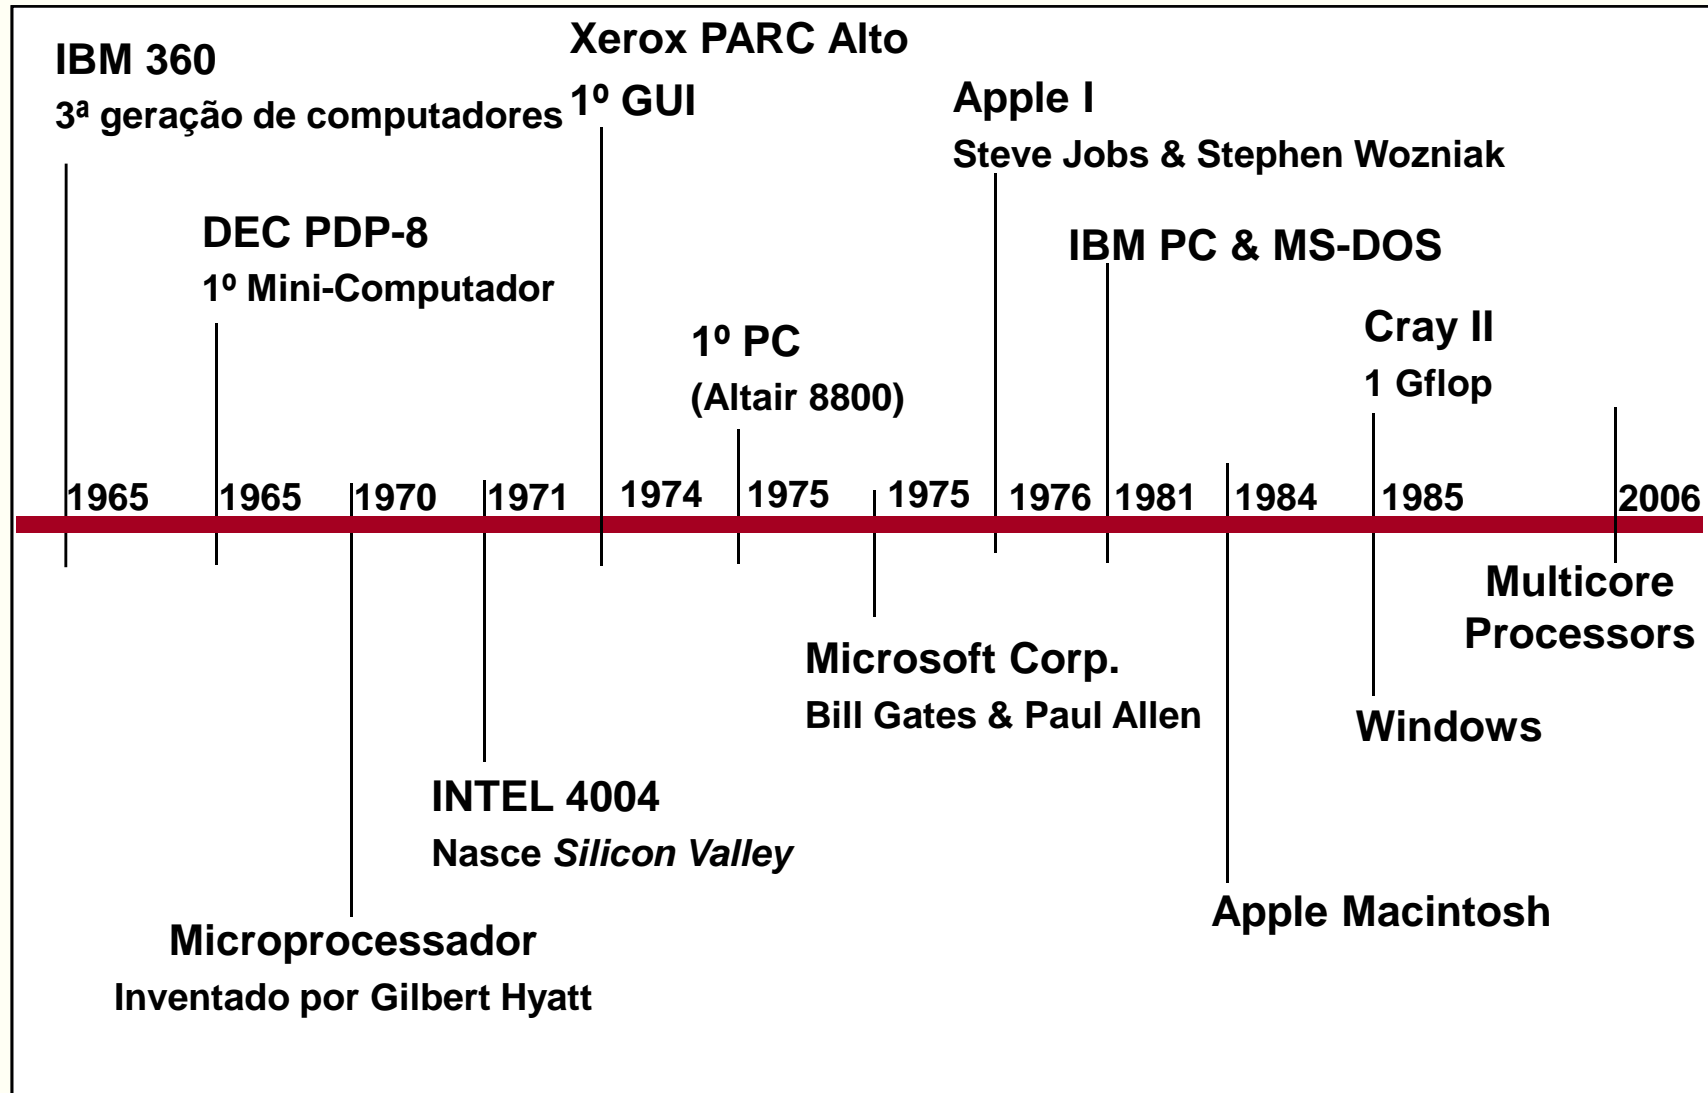 IBM 360
3ª geração de computadores
Xerox PARC Alto
1º GUI
Apple I
Steve Jobs & Stephen Wozniak
DEC PDP-8
1º Mini-Computador
IBM PC & MS-DOS
1º PC
(Altair 8800)
Cray II
1 Gflop
1965
1965
1970
1971
1974
1975
1975
1976
1981
1984
1985
2006
Multicore
Processors
Microsoft Corp.
Bill Gates & Paul Allen
Windows
INTEL 4004
Nasce Silicon Valley
Apple Macintosh
Microprocessador
Inventado por Gilbert Hyatt